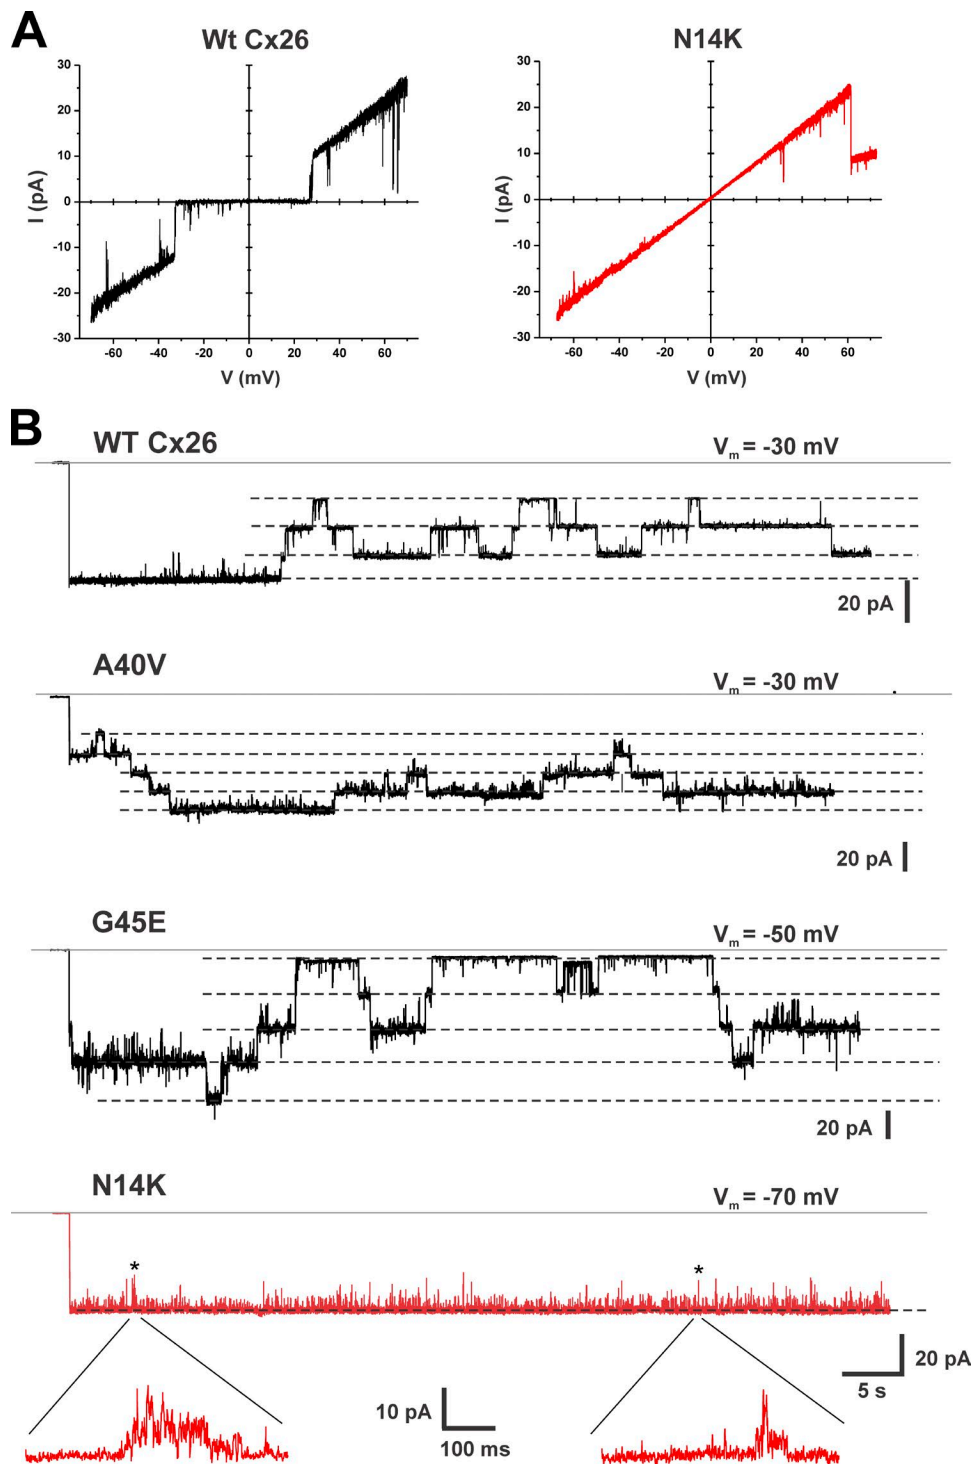 A
Wt Cx26
N14K
30
20
10
0
-10
-20
-30
I (pA)
-60 -40 -20 0 20 40 60
V (mV)
30
20
10
0
-10
-20
-30
I (pA)
-60 -40 -20 0 20 40 60
V (mV)
B
WT Cx26
Vm = -30 mV
20 pA
A40V
Vm = -30 mV
20 pA
G45E
Vm = -50 mV
20 pA
N14K
Vm = -70 mV
* *
20 pA
5 s
10 pA
100 ms